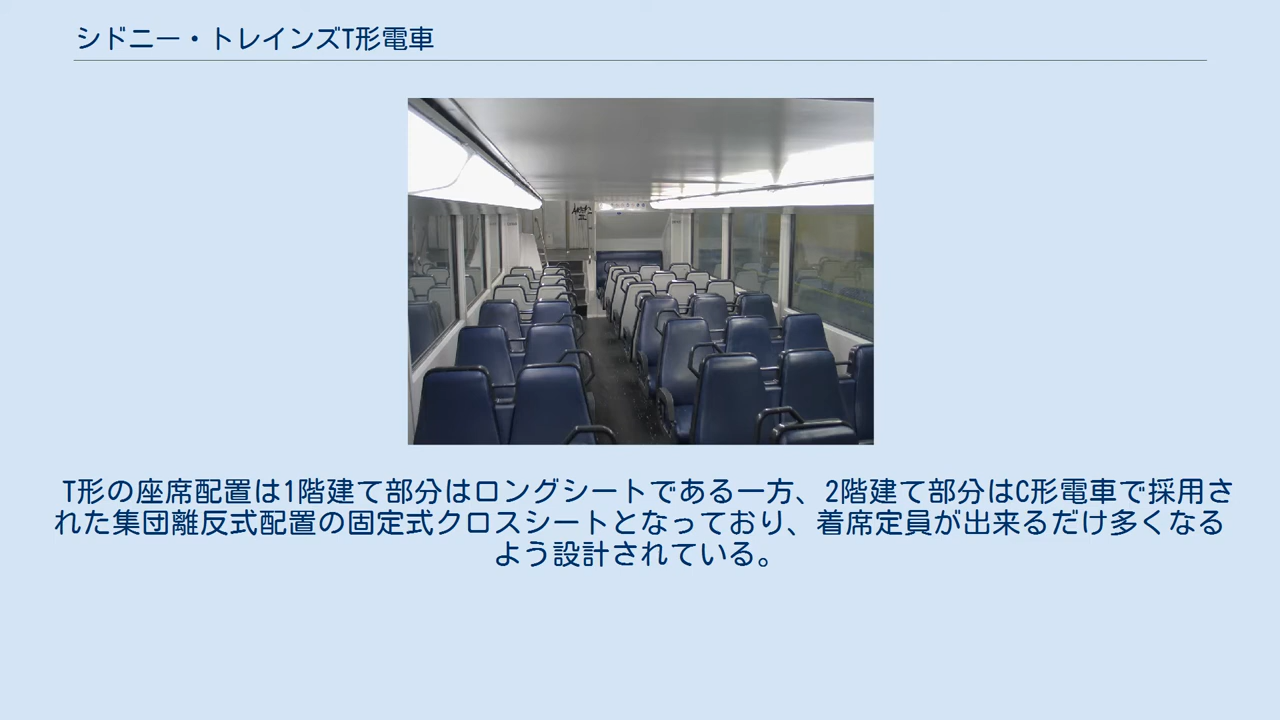 シドニー・トレインズT形電車
T形の座席配置は1階建て部分はロングシートである一方、2階建て部分はC形電車で採用さ
れた集団離反式配置の固定式クロスシートとなっており、着席定員が出来るだけ多くなる
よう設計されている。